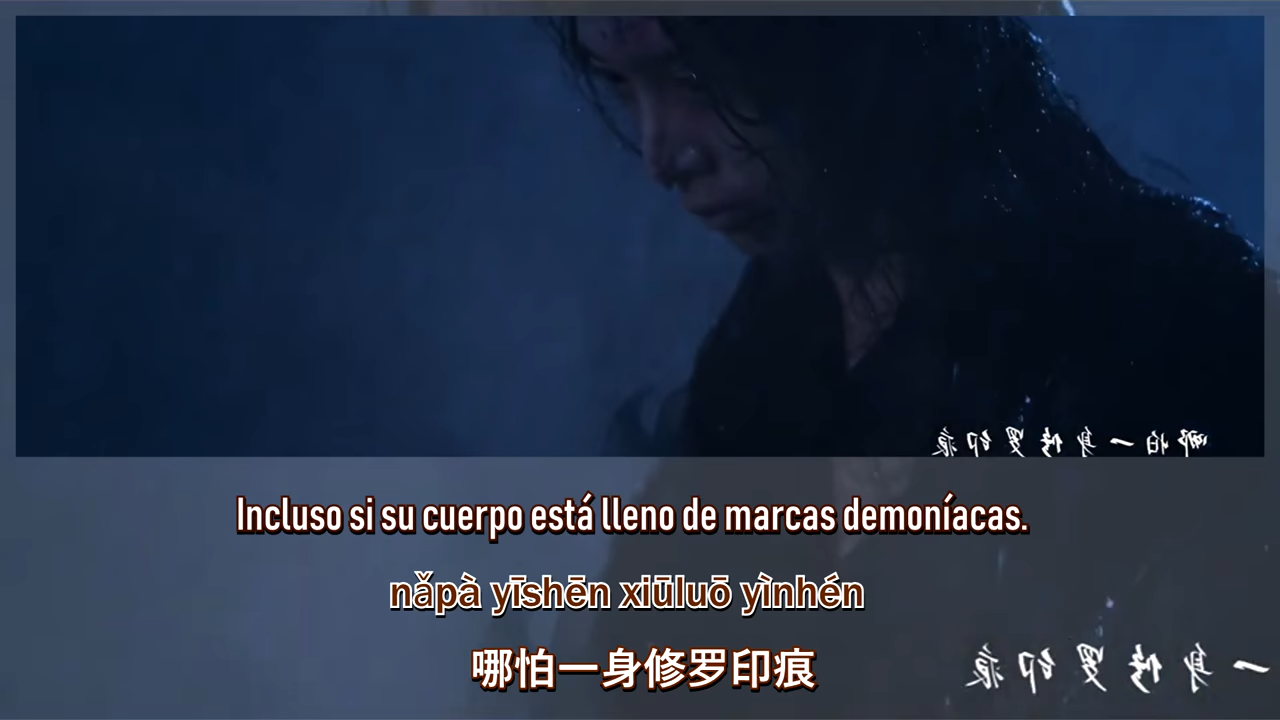 哪怕一身修罗印痕
Incluso si su cuerpo está lleno de marcas demoníacas.
nǎpà yīshēn xiūluō yìnhén
哪怕一身修罗印痕
一身修罗印痕